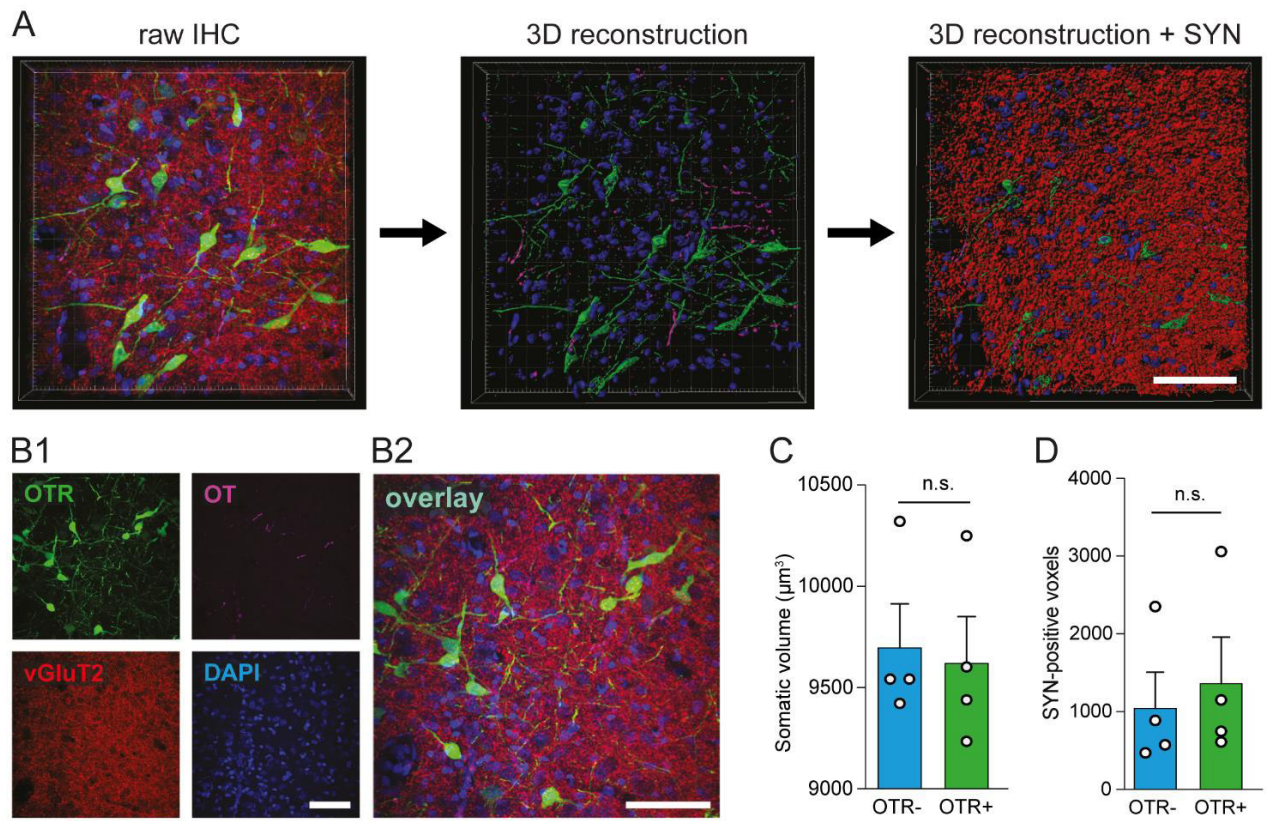 A
raw IHC
3D reconstruction
3D reconstruction + SYN
B1
OTR
OT
vGluT2
DAPI
B2
overlay
C
n.s.
Somatic volume (µm³)
10500
10000
9500
9000
OTR-
OTR+
D
n.s.
SYN-positive voxels
4000
3000
2000
1000
0
OTR-
OTR+